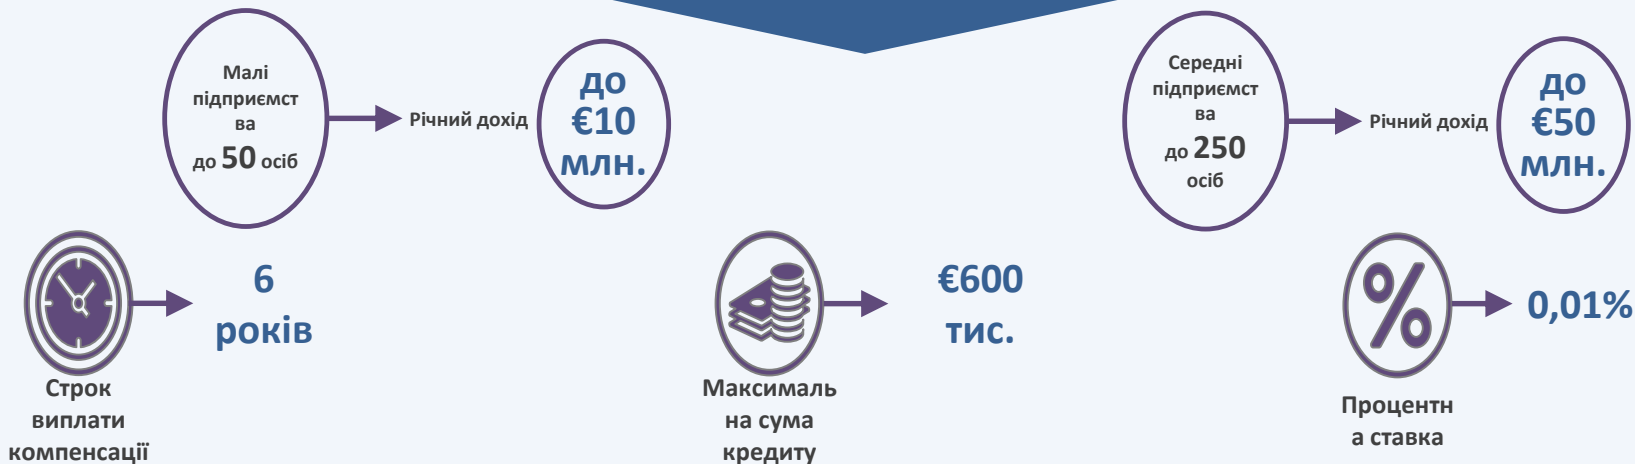 Малі
підприємст
ва
до 50 осіб
Річний дохід
до
€10
млн.
Середні
підприємст
ва
до 250
осіб
Річний дохід
до
€50
млн.
6
років
Строк
виплати
компенсації
€600
тис.
Максималь
на сума
кредиту
0,01%
Процентн
а ставка